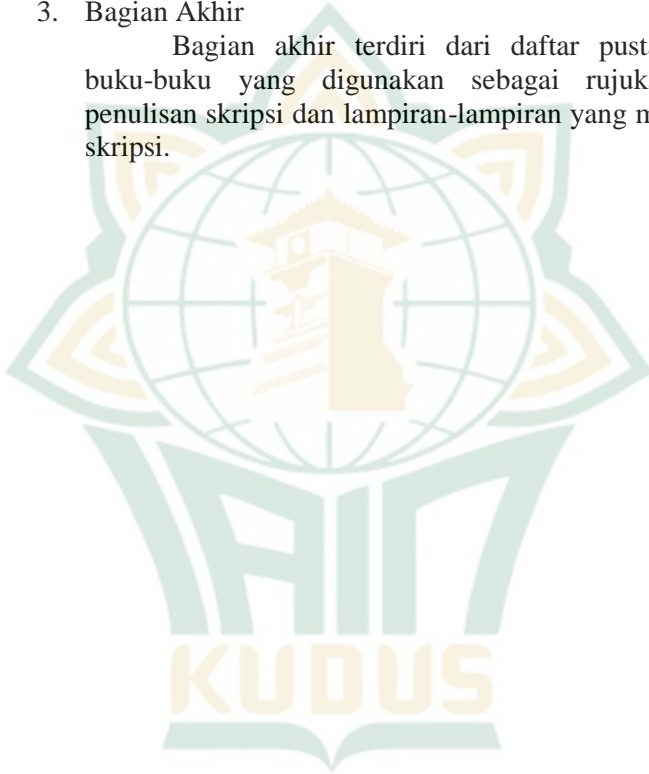 3. Bagian Akhir
Bagian akhir terdiri dari daftar pust
buku-buku yang digunakan sebagai rujuk
penulisan skripsi dan lampiran-lampiran yang m
skripsi.
IAIN
KUDUS